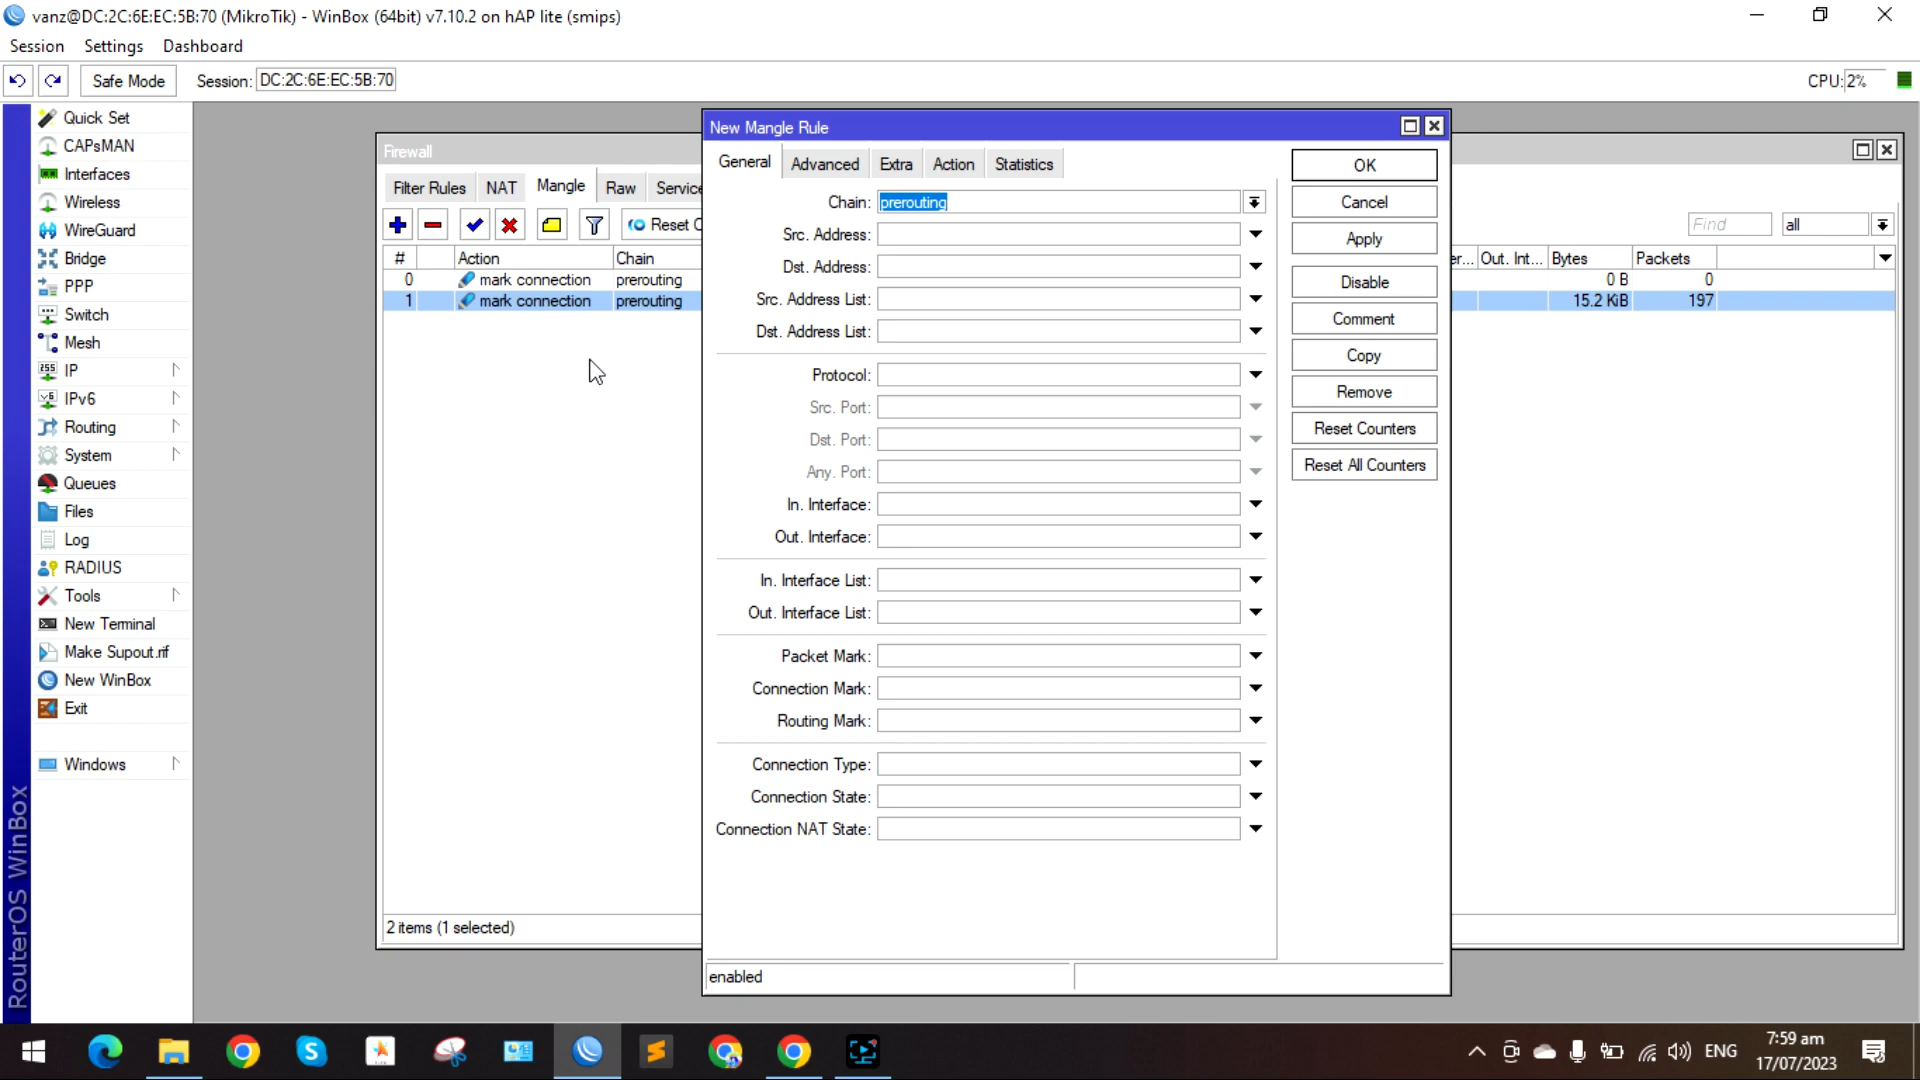 vanz@DC:2C:6E:EC:5B:70 (MikroTik) - WinBox (64bit) v7.10.2 on hAP lite (smips)
Session Settings Dashboard
Safe Mode Session: DC:2C:6E:EC:5B:70 CPU: 2%
Quick Set
CAPsMAN
Interfaces
Wireless
WireGuard
Bridge
PPP
Switch
Mesh
IP
IPv6
Routing
System
Queues
Files
Log
RADIUS
Tools
New Terminal
Make Supout.rif
New WinBox
Exit
Windows
RouterOS WinBox
Firewall
Filter Rules NAT Mangle Raw Service
Reset C
Find all
# Action Chain er... Out. Int... Bytes Packets
0 mark connection prerouting 0 B 0
1 mark connection prerouting 15.2 KiB 197
2 items (1 selected)
New Mangle Rule
General Advanced Extra Action Statistics
Chain: prerouting
Src. Address:
Dst. Address:
Src. Address List:
Dst. Address List:
Protocol:
Src. Port:
Dst. Port:
Any. Port:
In. Interface:
Out. Interface:
In. Interface List:
Out. Interface List:
Packet Mark:
Connection Mark:
Routing Mark:
Connection Type:
Connection State:
Connection NAT State:
OK
Cancel
Apply
Disable
Comment
Copy
Remove
Reset Counters
Reset All Counters
enabled
ENG
7:59 am
17/07/2023